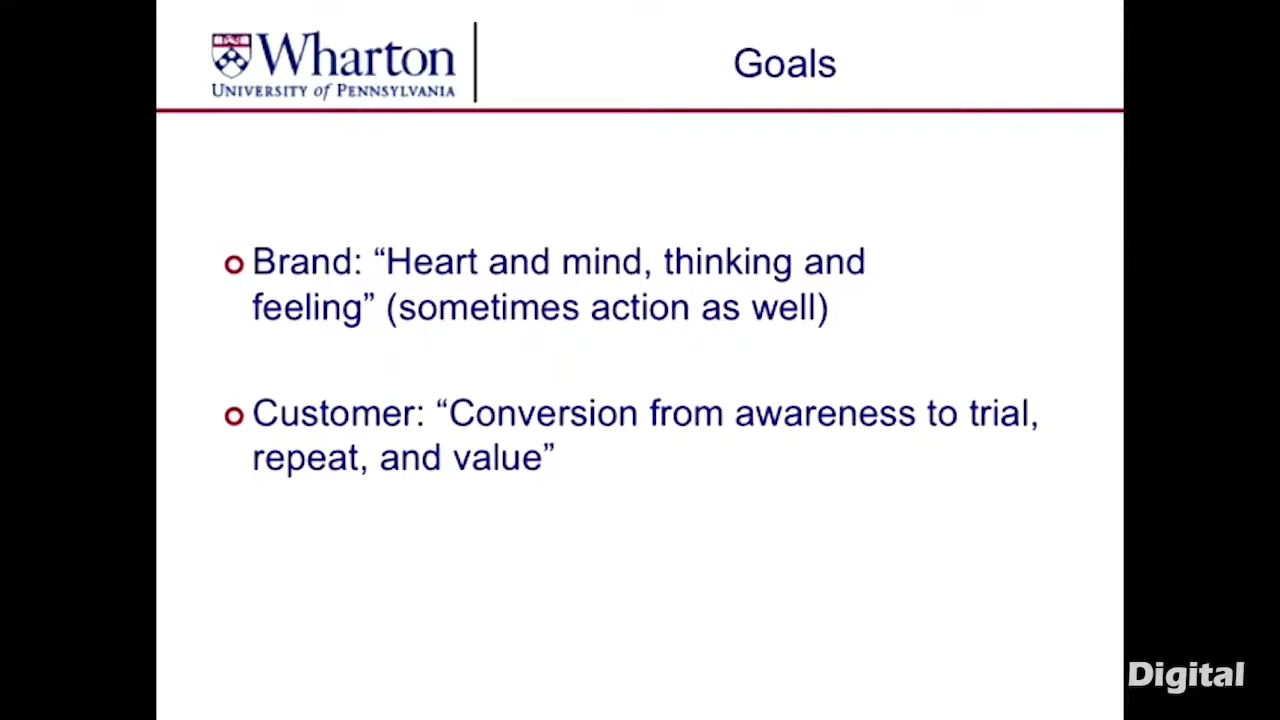 Wharton
UNIVERSITY of PENNSYLVANIA
Goals
Brand: “Heart and mind, thinking and
feeling” (sometimes action as well)
Customer: “Conversion from awareness to trial,
repeat, and value”
Digital